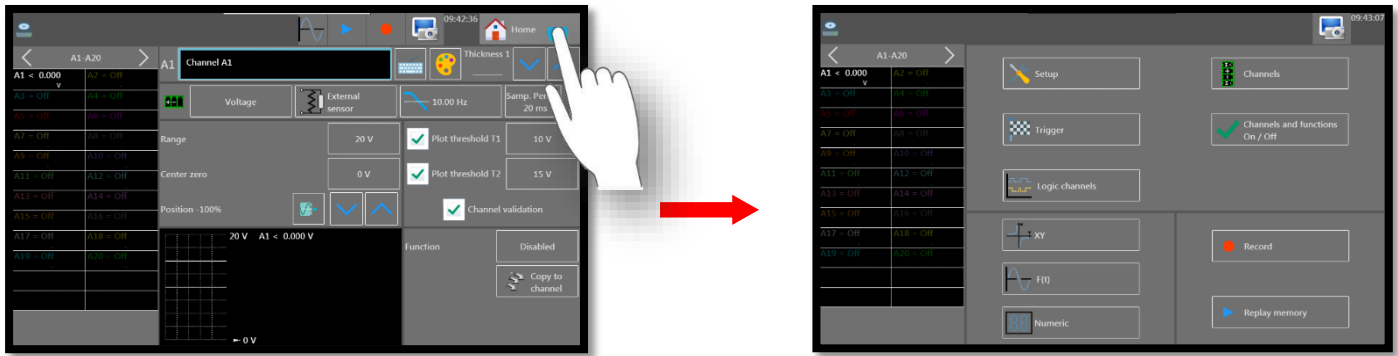 09:42:36
Home
A1-A20
A1 < 0.000
V
A2 = Off
A3 = Off
A4 = Off
A5 = Off
A6 = Off
A7 = Off
A8 = Off
A9 = Off
A10 = Off
A11 = Off
A12 = Off
A13 = Off
A14 = Off
A15 = Off
A16 = Off
A17 = Off
A18 = Off
A19 = Off
A20 = Off
A1
Channel A1
Thickness 1
Voltage
External
sensor
10.00 Hz
20 ms
Range
20 V
Center zero
0 V
Position -100%
Plot threshold T1
10 V
Plot threshold T2
15 V
Channel validation
20 V A1 < 0.000 V
0 V
Function
Disabled
Copy to
channel
09:43:07
A1-A20
A1 < 0.000
V
A2 = Off
A3 = Off
A4 = Off
A5 = Off
A6 = Off
A7 = Off
A8 = Off
A9 = Off
A10 = Off
A11 = Off
A12 = Off
A13 = Off
A14 = Off
A15 = Off
A16 = Off
A17 = Off
A18 = Off
A19 = Off
A20 = Off
Setup
Channels
Trigger
Channels and functions
On / Off
Logic channels
XY
F(t)
Numeric
Record
Replay memory